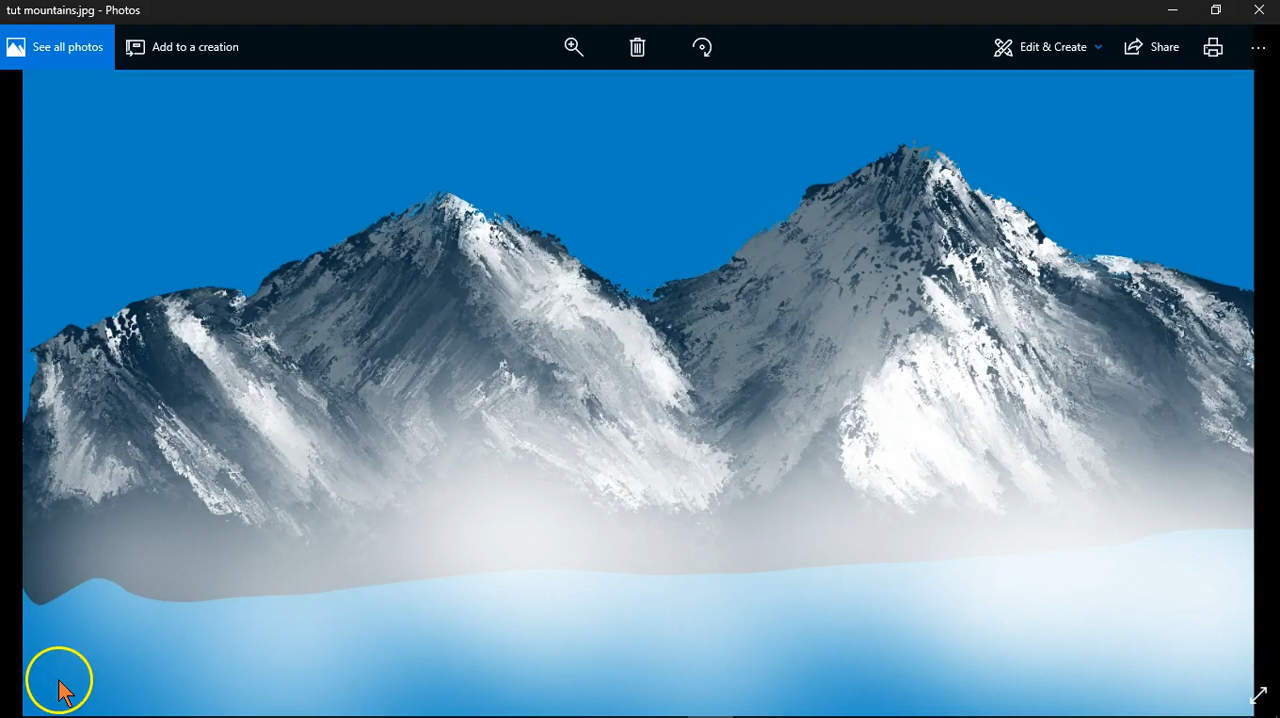 tut mountains.jpg - Photos
See all photos
Add to a creation
Edit & Create
Share